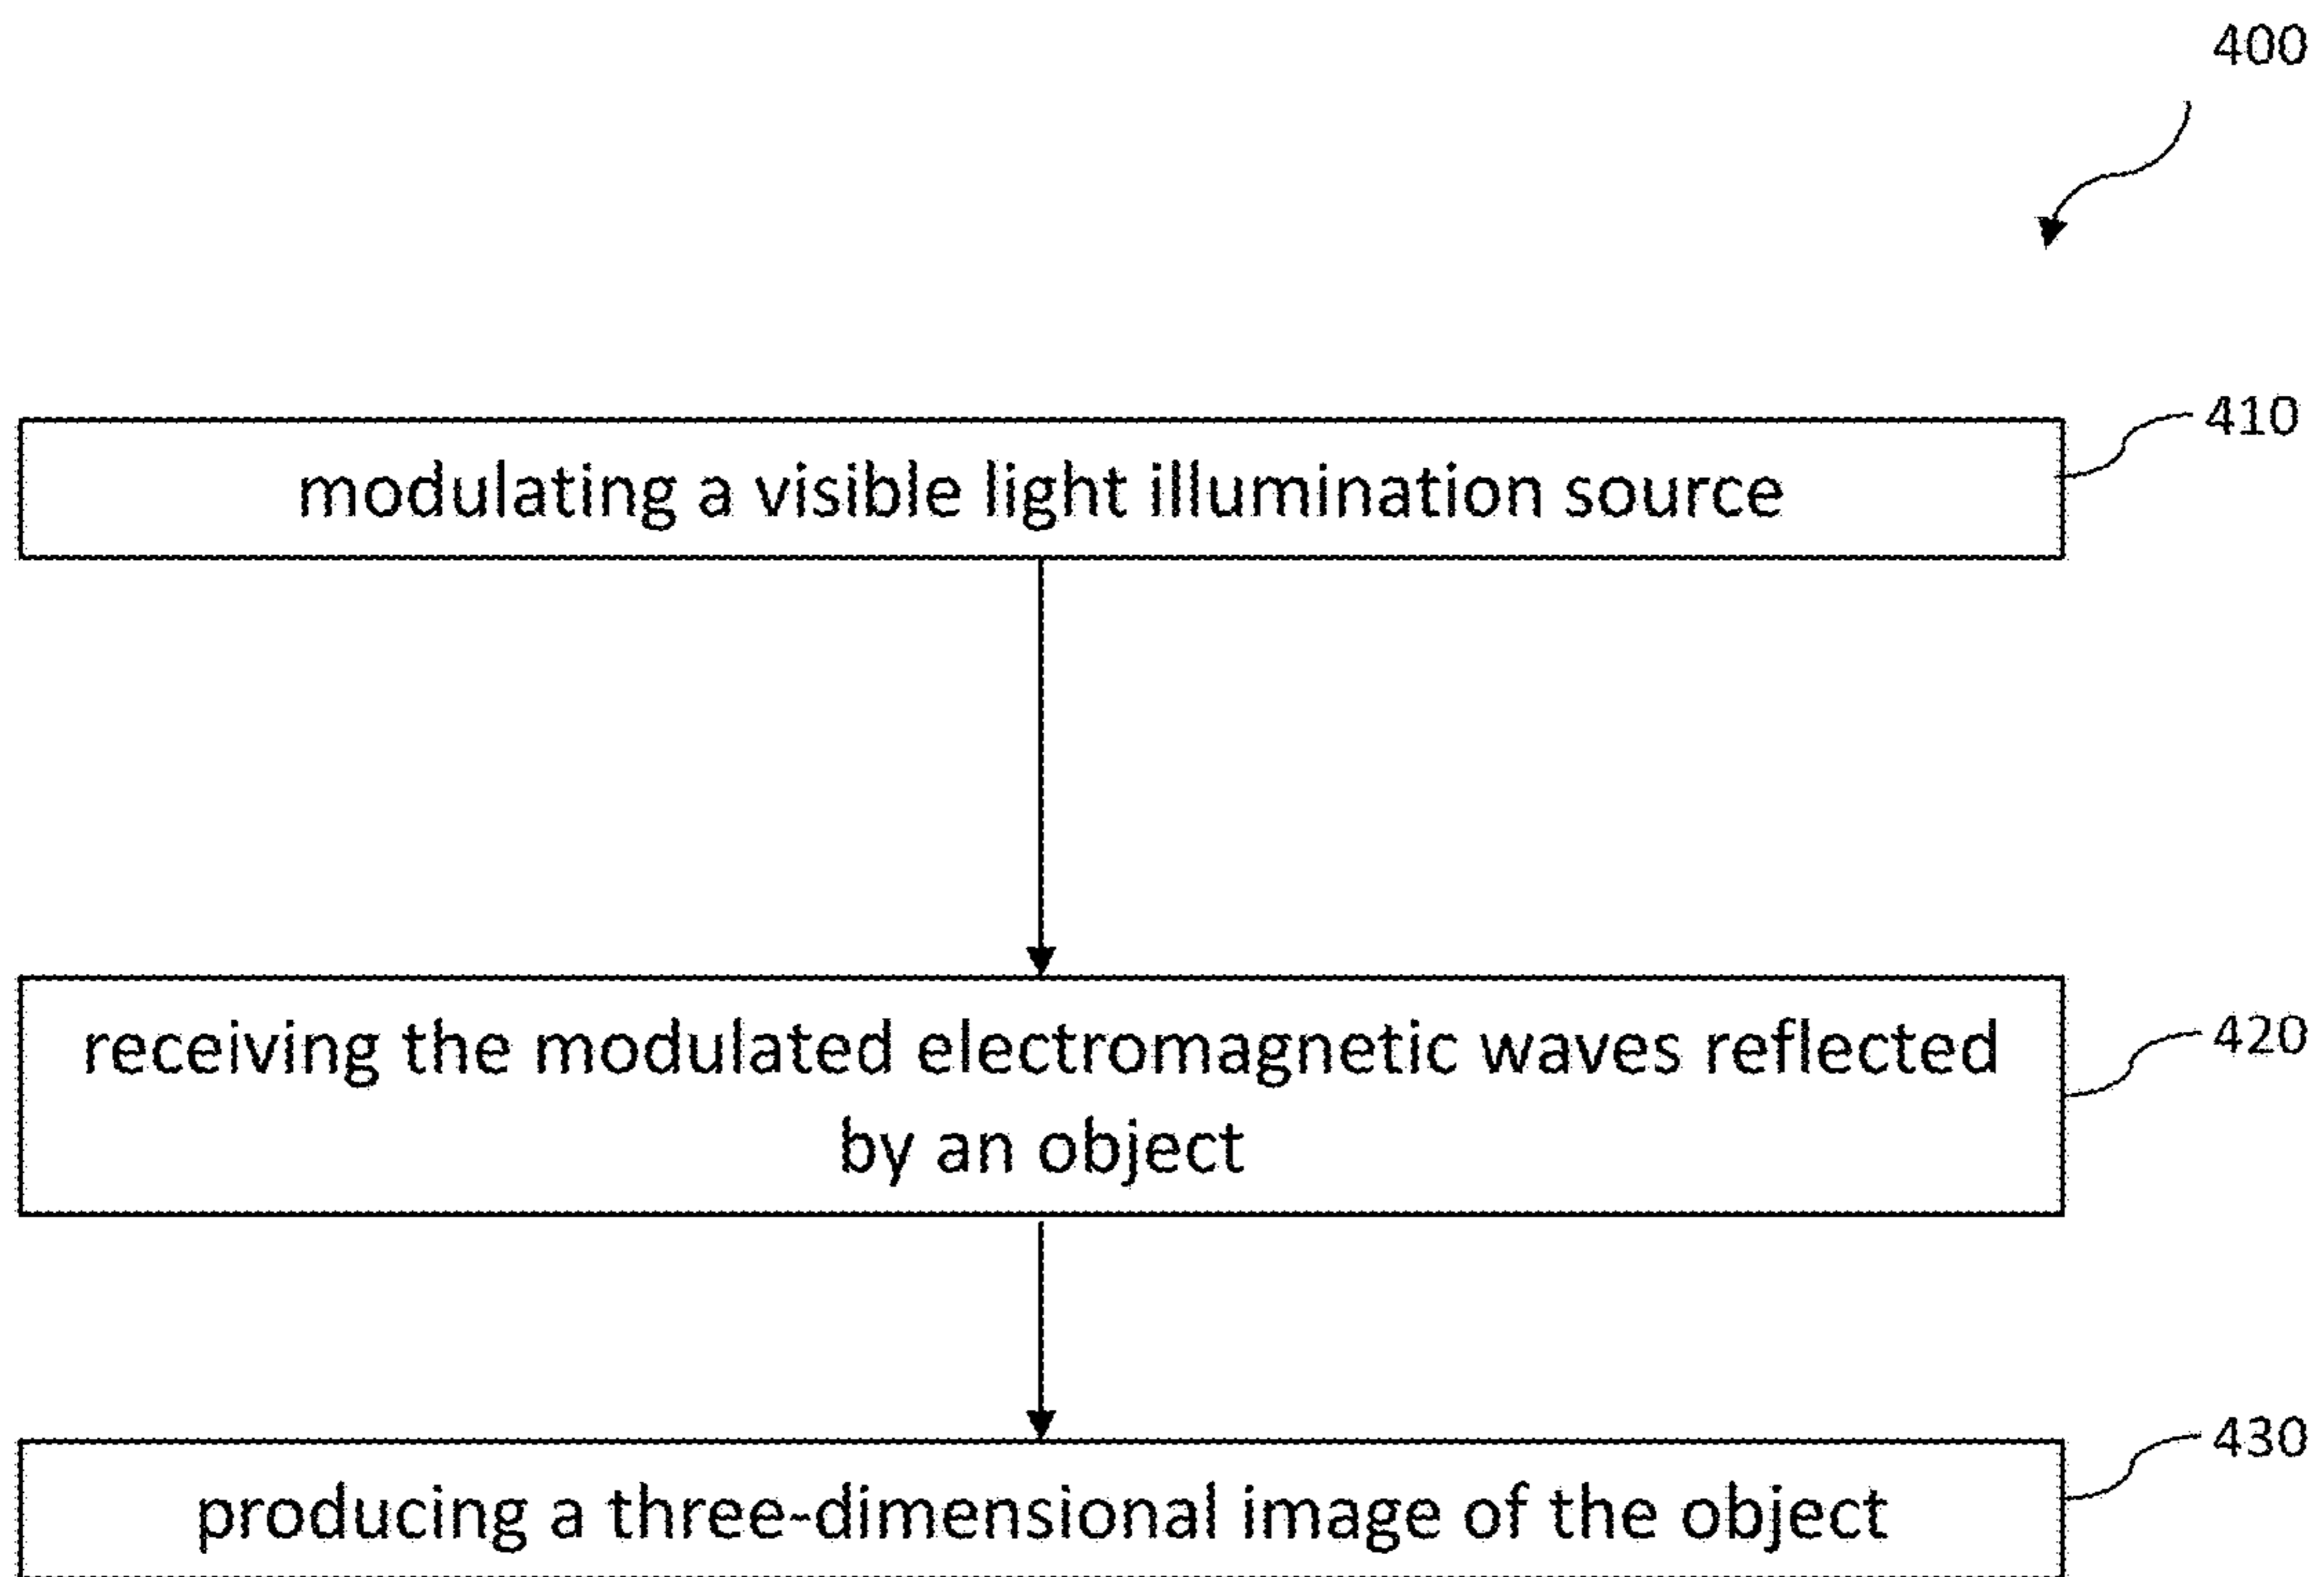 400
410
modulating a visible light illumination source
receiving the modulated electromagnetic waves reflected
420
by an object
430
producing a three-dimensional image of the object